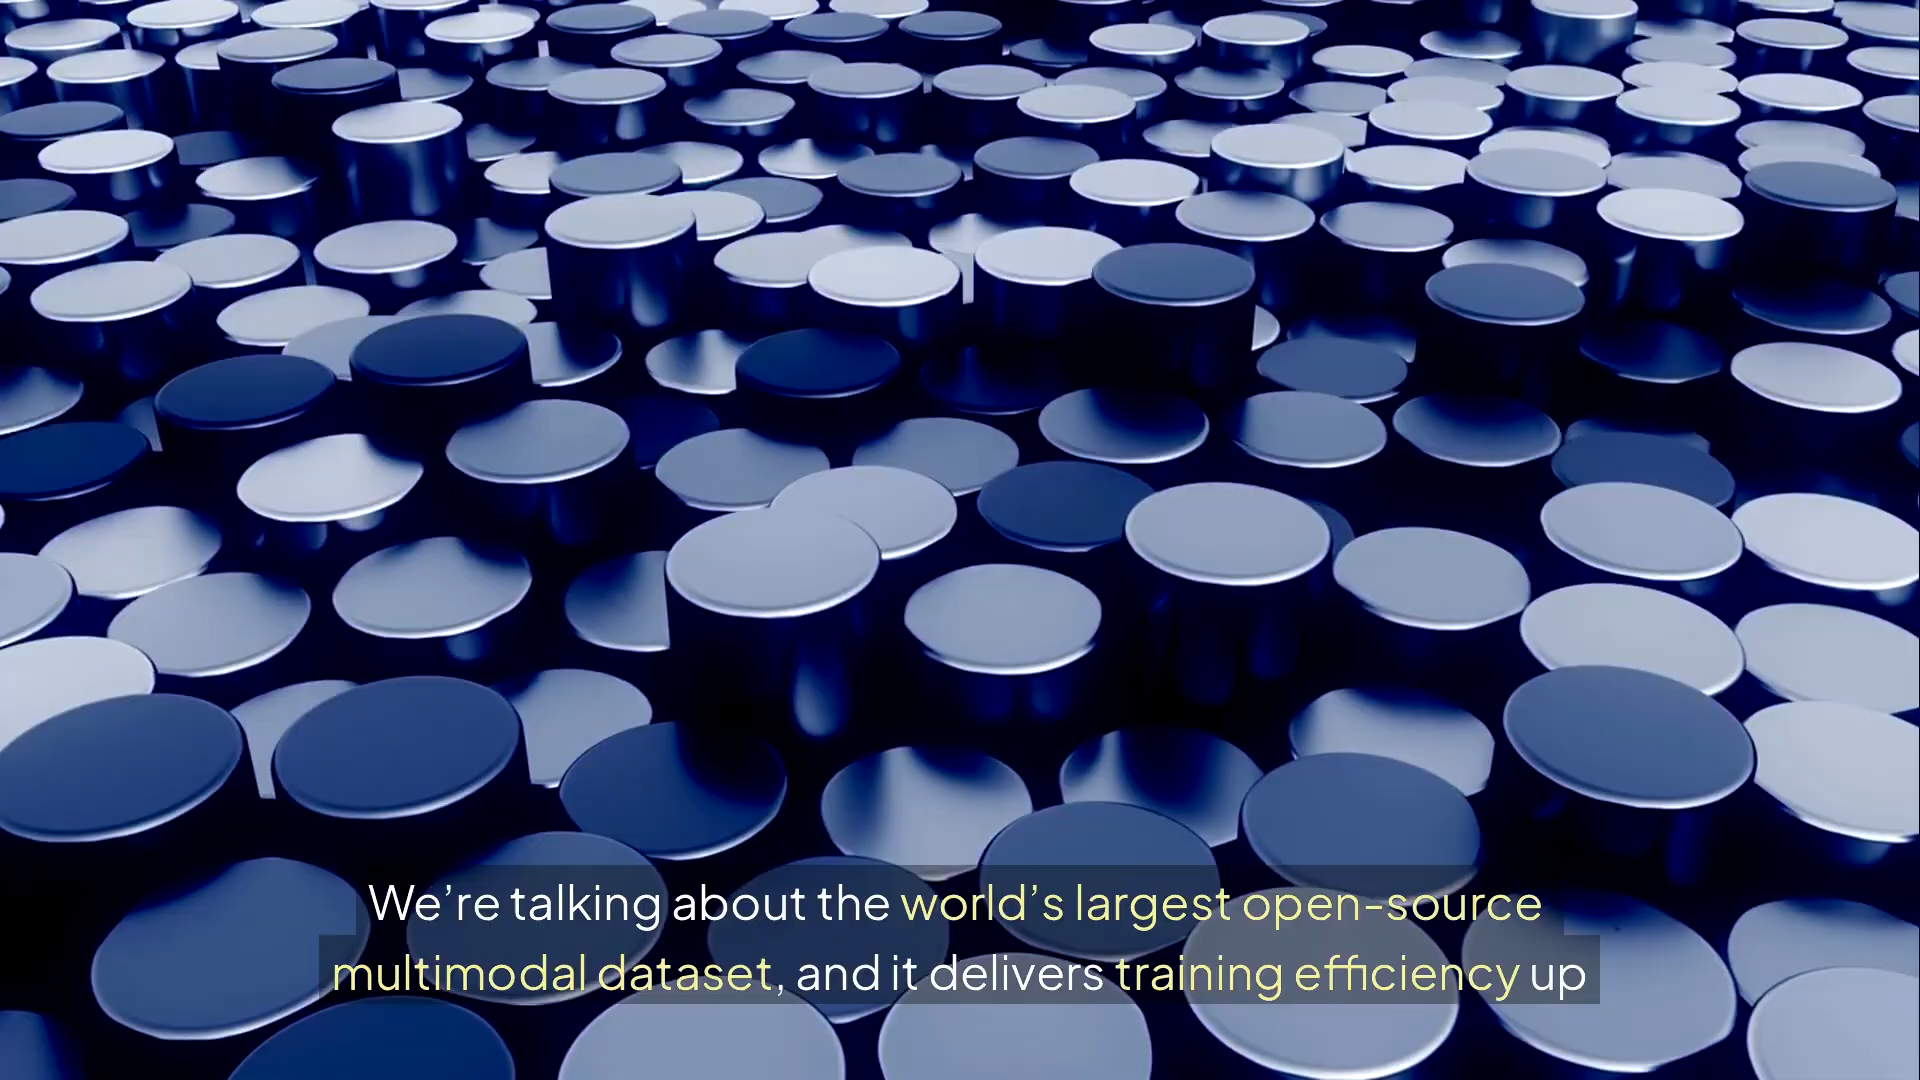 We’re talking about the world’s largest open-source
multimodal dataset, and it delivers training efficiency up